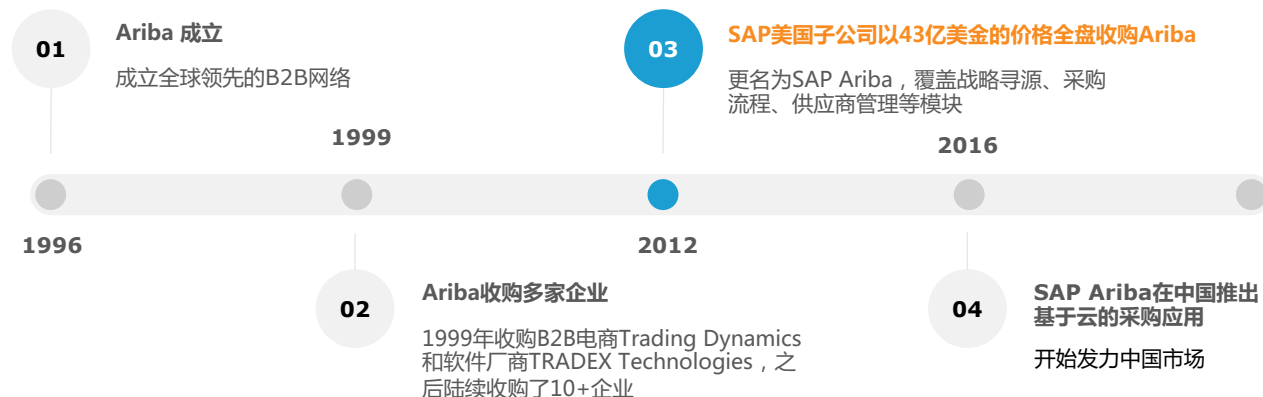 01
Ariba 成立
成立全球领先的B2B网络
03
SAP美国子公司以43亿美金的价格全盘收购Ariba
更名为SAP Ariba，覆盖战略寻源、采购
流程、供应商管理等模块
1999
2016
1996
2012
02
Ariba收购多家企业
1999年收购B2B电商Trading Dynamics
和软件厂商TRADEX Technologies，之
后陆续收购了10+企业
04
SAP Ariba在中国推出
基于云的采购应用
开始发力中国市场